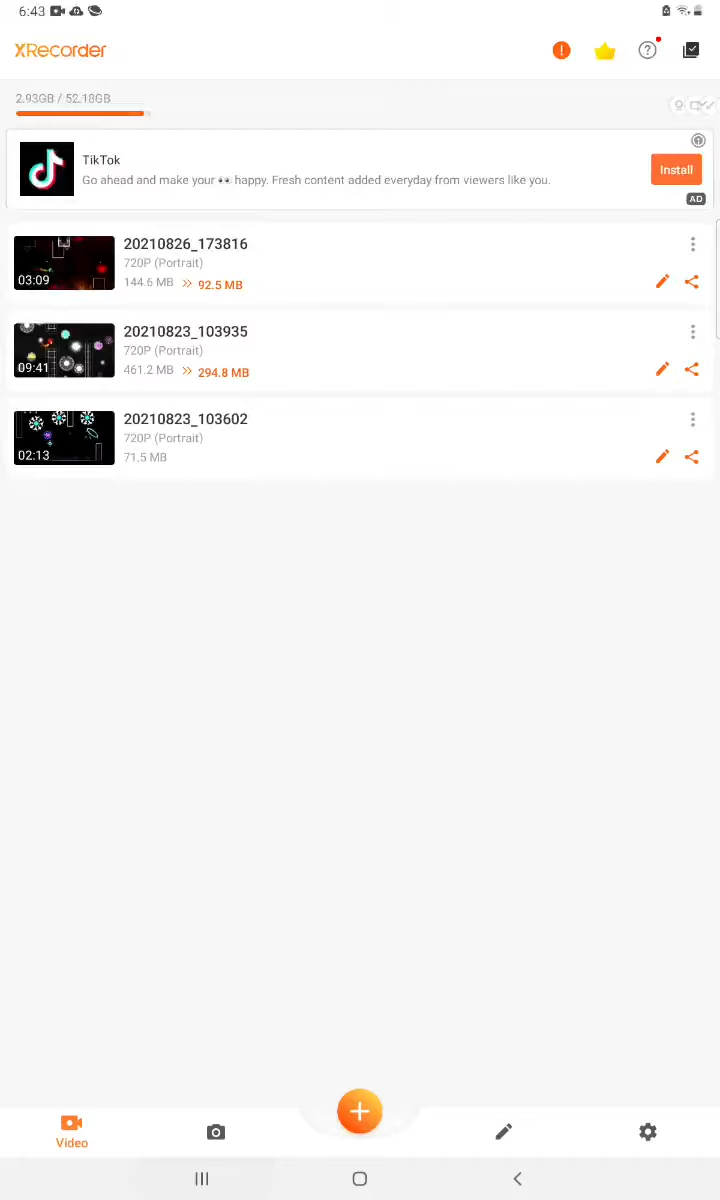 6:43
XRecorder
2.93GB / 52.18GB
TikTok
Go ahead and make your 👀 happy. Fresh content added everyday from viewers like you.
Install
AD
20210826_173816
720P (Portrait)
144.6 MB >> 92.5 MB
03:09
20210823_103935
720P (Portrait)
461.2 MB >> 294.8 MB
09:41
20210823_103602
720P (Portrait)
71.5 MB
02:13
Video